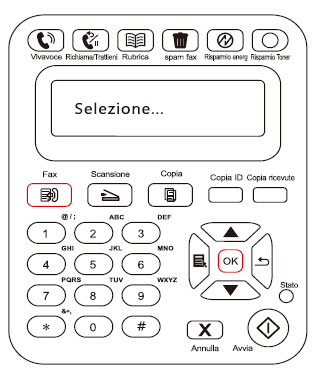 Vivavoce Richiama/Trattieni Rubrica spam fax Risparmio energ Risparmio Toner
Selezione...
Fax Scansione Copia Copia ID Copia ricevute
@ / ; ABC DEF
1 2 3
GHI JKL MNO
4 5 6 OK
PQRS TUV WXYZ
7 8 9 Stato
&+,
* 0 # X
Annulla Avvia